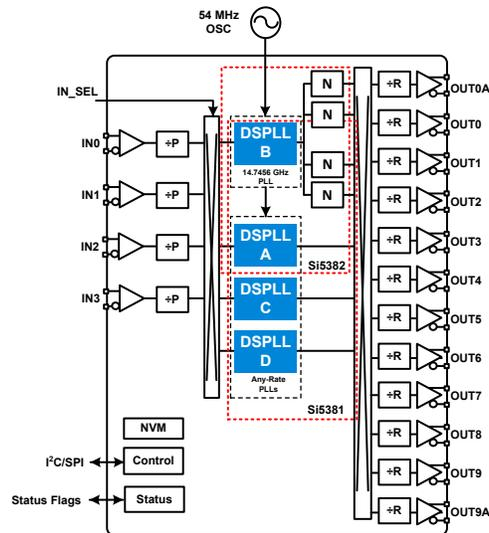 54 MHz
OSC
IN_SEL
IN0
÷P
IN1
÷P
IN2
÷P
IN3
÷P
DSPLL
B
14.7456 GHz
PLL
DSPLL
A
Si5382
DSPLL
C
DSPLL
D
Any-Rate
PLLs
Si5381
N
N
N
N
÷R
OUT0A
÷R
OUT0
÷R
OUT1
÷R
OUT2
÷R
OUT3
÷R
OUT4
÷R
OUT5
÷R
OUT6
÷R
OUT7
÷R
OUT8
÷R
OUT9
÷R
OUT9A
NVM
I²C/SPI
Control
Status Flags
Status